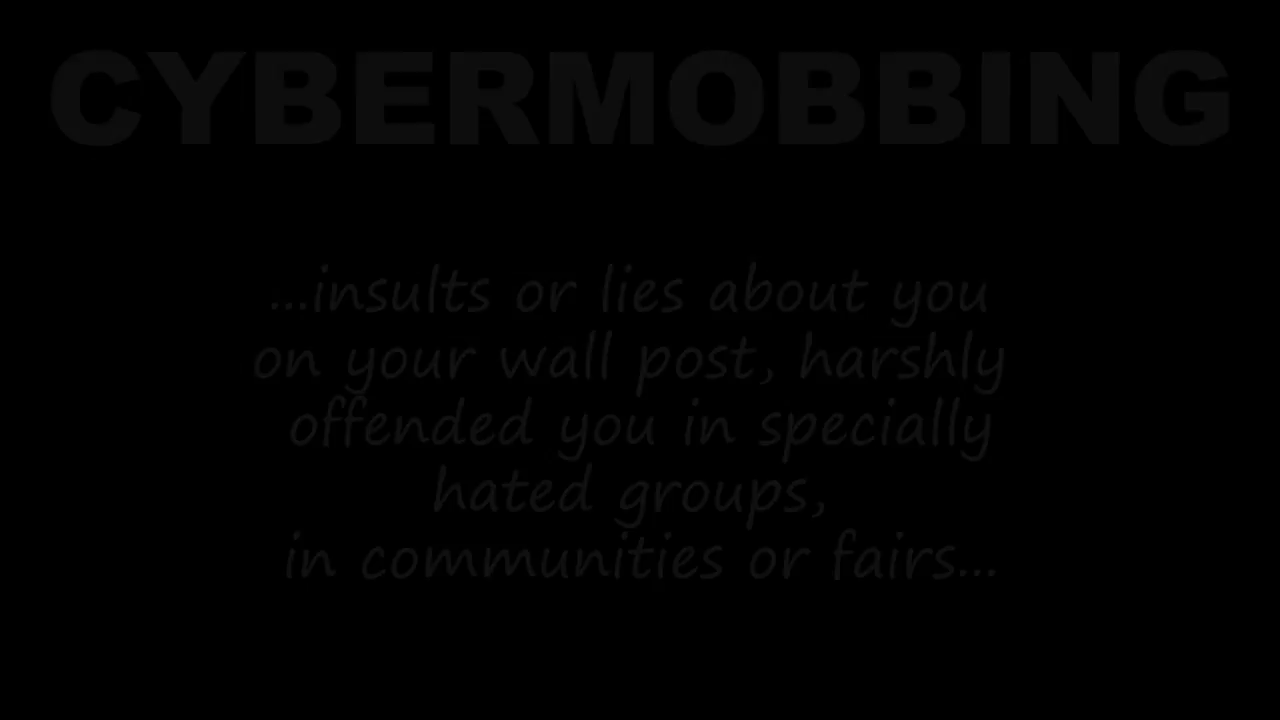 CYBERMOBBING
...insults or lies about you
on your wall post, harshly
offended you in specially
hated groups,
in communities or fairs...